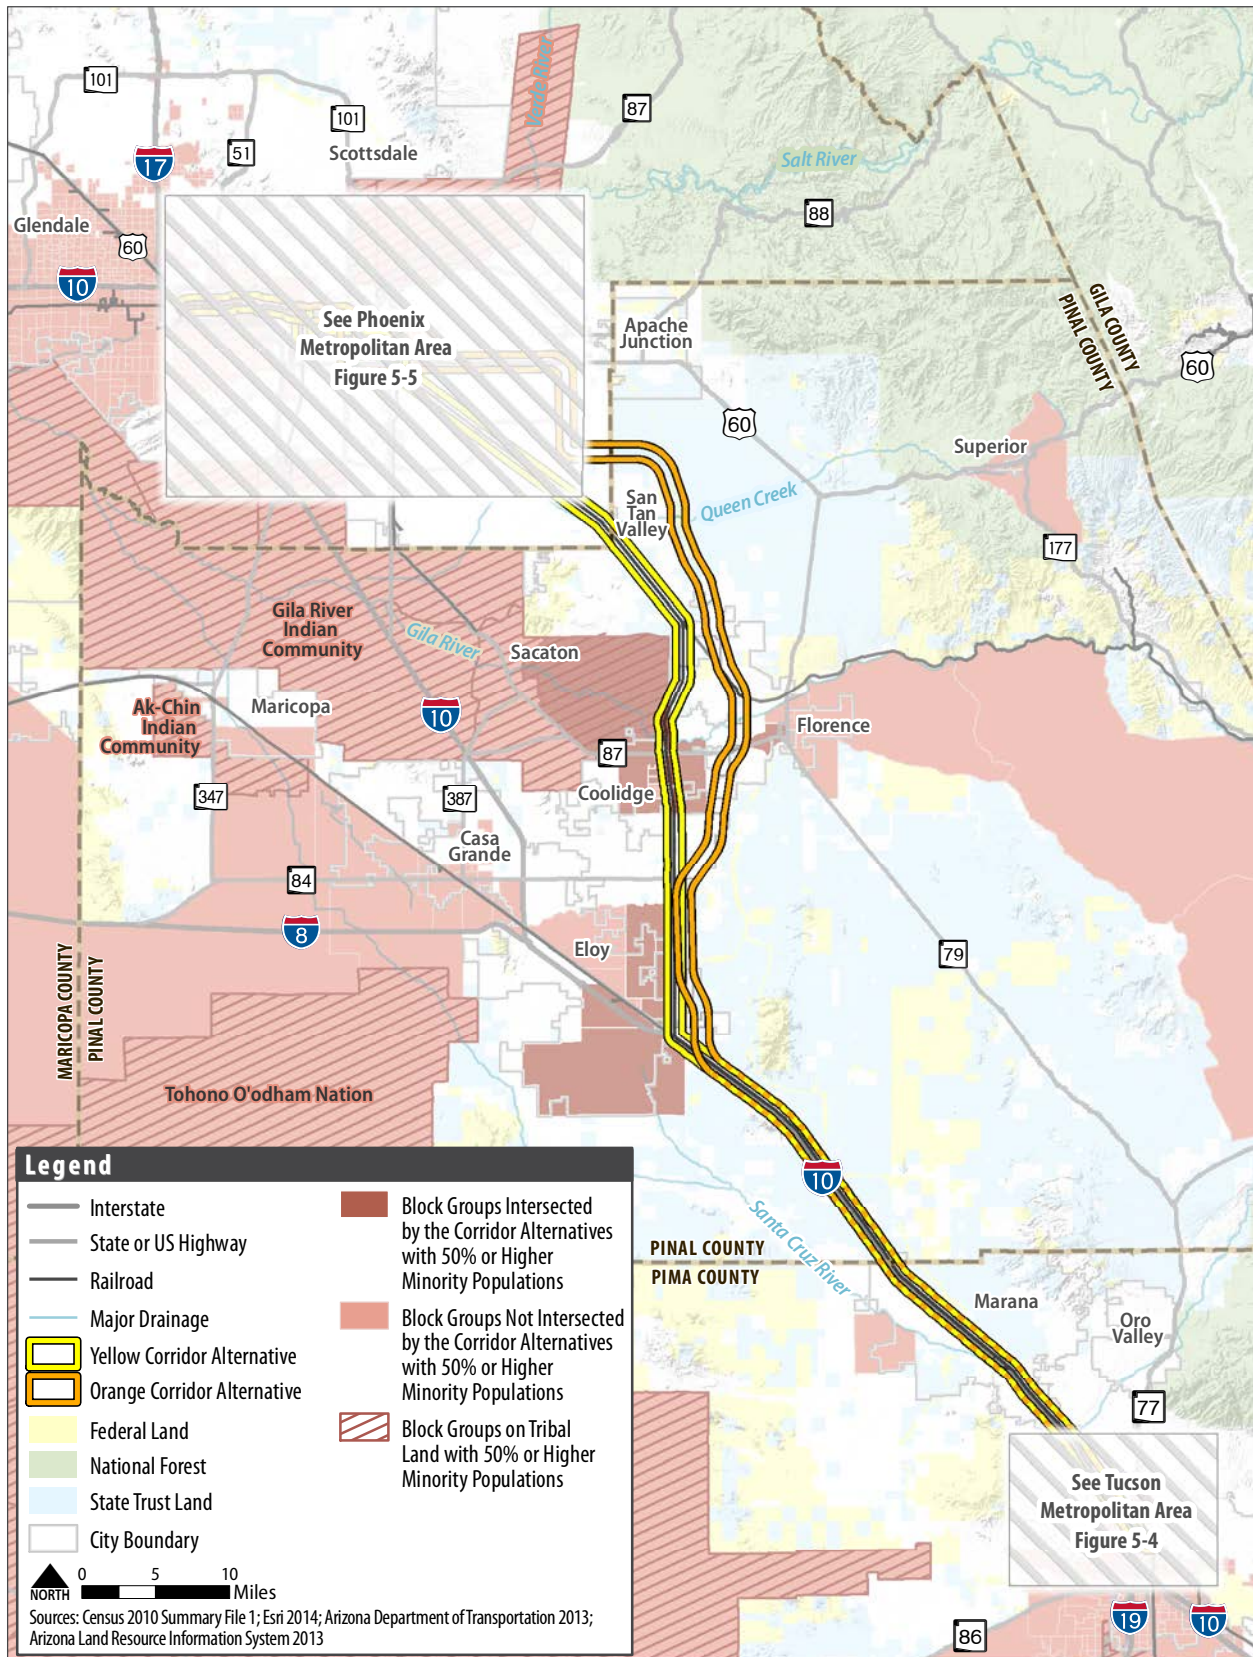 101
101
Verde River
87
51
17
Scottsdale
Salt River
88
Glendale
60
10
See Phoenix
Metropolitan Area
Figure 5-5
Apache
Junction
GILA COUNTY
PINAL COUNTY
60
60
Superior
San
Tan
Valley
Queen Creek
177
Gila River
Indian
Community
Gila River
Sacaton
Ak-Chin
Indian
Community
Maricopa
10
Florence
87
Coolidge
347
387
Casa
Grande
84
8
Eloy
79
MARICOPA COUNTY
PINAL COUNTY
Tohono O'odham Nation
10
Santa Cruz River
PINAL COUNTY
PIMA COUNTY
Marana
Oro
Valley
77
See Tucson
Metropolitan Area
Figure 5-4
86
19
10
Legend
Interstate
State or US Highway
Railroad
Major Drainage
Yellow Corridor Alternative
Orange Corridor Alternative
Federal Land
National Forest
State Trust Land
City Boundary
Block Groups Intersected
by the Corridor Alternatives
with 50% or Higher
Minority Populations
Block Groups Not Intersected
by the Corridor Alternatives
with 50% or Higher
Minority Populations
Block Groups on Tribal
Land with 50% or Higher
Minority Populations
NORTH
0 5 10
Miles
Sources: Census 2010 Summary File 1; Esri 2014; Arizona Department of Transportation 2013;
Arizona Land Resource Information System 2013